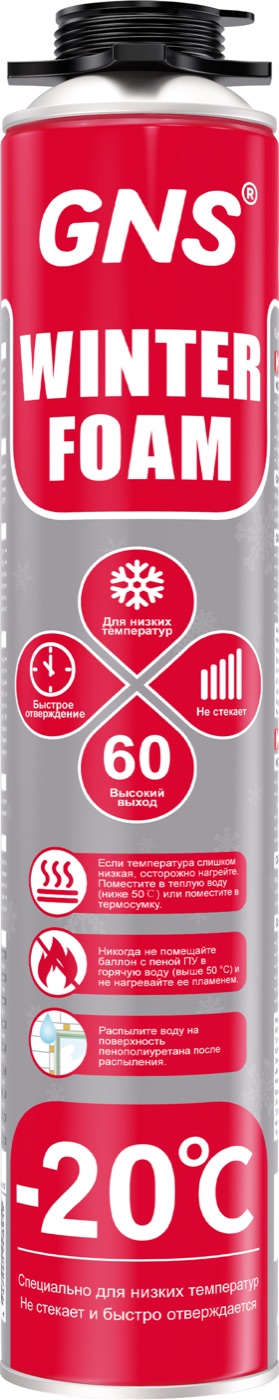 GNS®
WINTER
FOAM
Для низких
температур
Быстрое
отверждение
Не стекает
60
Высокий
выход
Если температура слишком
низкая, осторожно нагрейте.
Поместите в теплую воду
(ниже 50℃) или поместите в
термосумку.
Никогда не помещайте
баллон с пеной ПУ в
горячую воду (выше 50 °C) и
не нагревайте ее пламенем.
Распылите воду на
поверхность
пенополиуретана после
распыления.
-20℃
Специально для низких температур
Не стекает и быстро отверждается